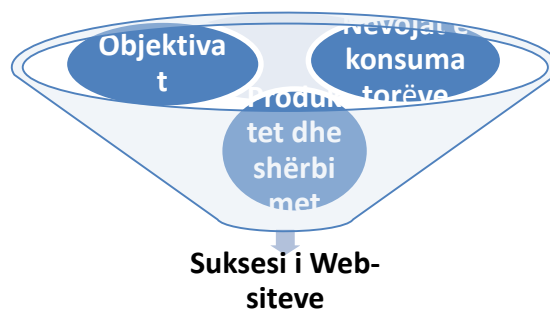 Objektiva
t
Nevojat e
konsuma
torëve
Produk
tet dhe
shërbi
met
Suksesi i Web-
siteve